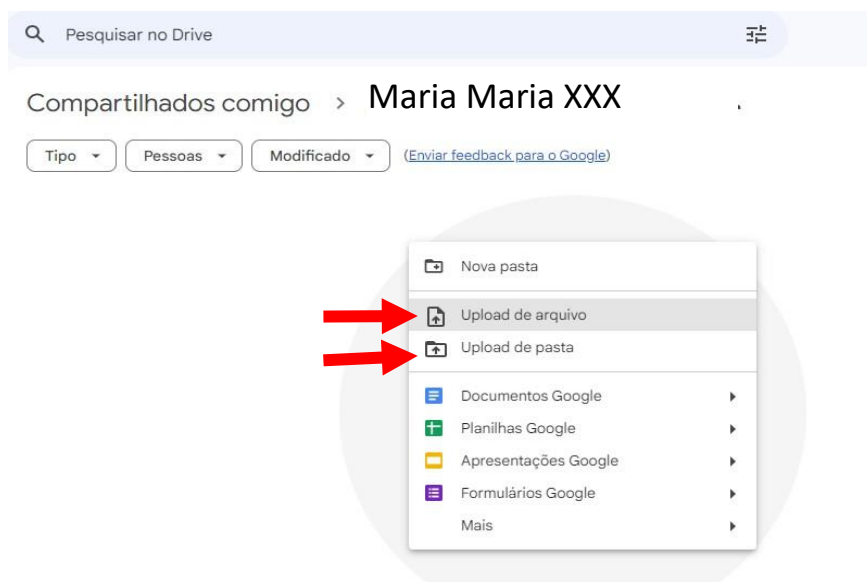 Pesquisar no Drive
Compartilhados comigo > Maria Maria XXX
Tipo Pessoas Modificado (Enviar feedback para o Google)
Nova pasta
Upload de arquivo
Upload de pasta
Documentos Google
Planilhas Google
Apresentações Google
Formulários Google
Mais